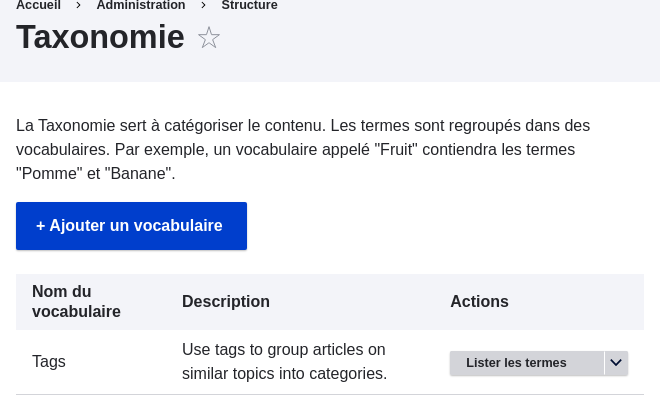 Accueil > Administration > Structure
Taxonomie
La Taxonomie sert à catégoriser le contenu. Les termes sont regroupés dans des
vocabulaires. Par exemple, un vocabulaire appelé "Fruit" contiendra les termes
"Pomme" et "Banane".
+ Ajouter un vocabulaire
Nom du
vocabulaire
Description
Actions
Tags
Use tags to group articles on
similar topics into categories.
Lister les termes